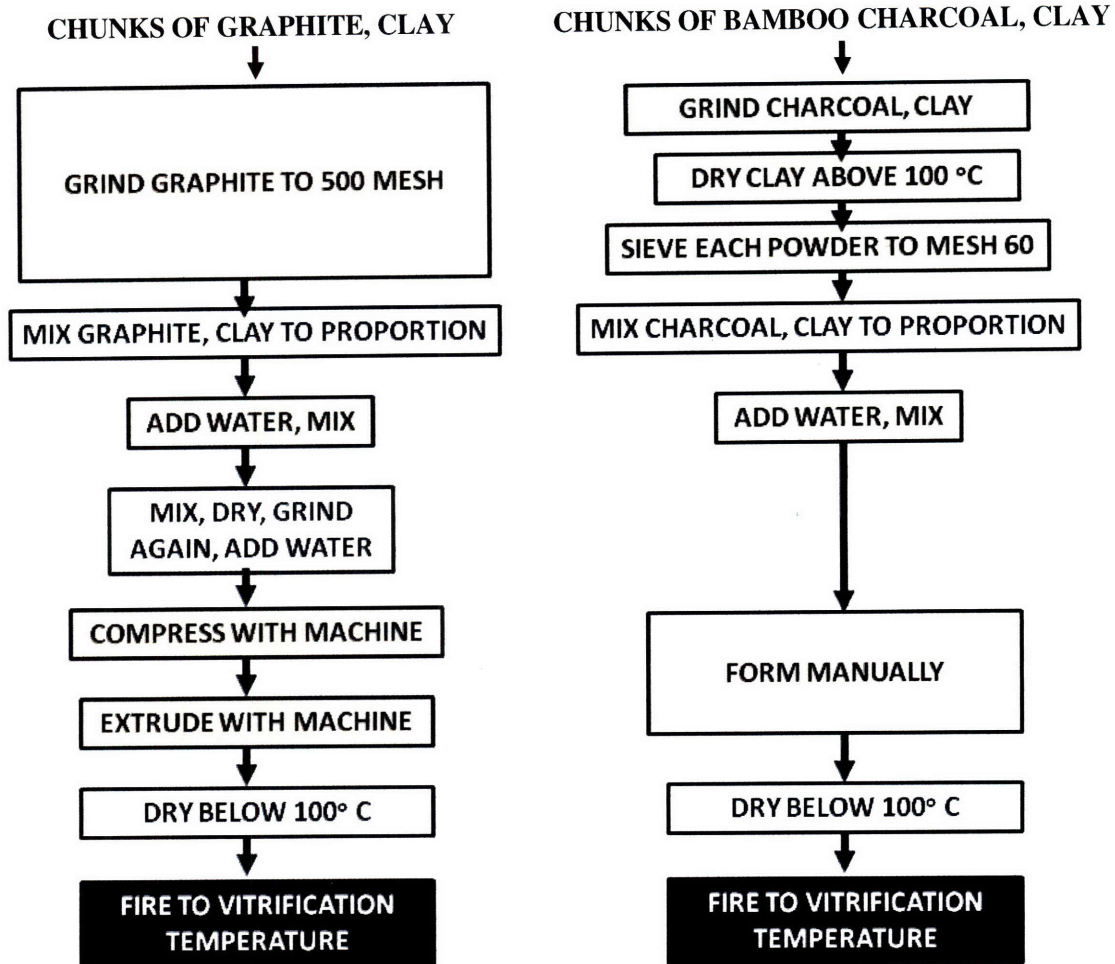 CHUNKS OF GRAPHITE, CLAY
GRIND GRAPHITE TO 500 MESH
MIX GRAPHITE, CLAY TO PROPORTION
ADD WATER, MIX
MIX, DRY, GRIND
AGAIN, ADD WATER
COMPRESS WITH MACHINE
EXTRUDE WITH MACHINE
DRY BELOW 100° C
FIRE TO VITRIFICATION
TEMPERATURE
CHUNKS OF BAMBOO CHARCOAL, CLAY
GRIND CHARCOAL, CLAY
DRY CLAY ABOVE 100 °C
SIEVE EACH POWDER TO MESH 60
MIX CHARCOAL, CLAY TO PROPORTION
ADD WATER, MIX
FORM MANUALLY
DRY BELOW 100° C
FIRE TO VITRIFICATION
TEMPERATURE